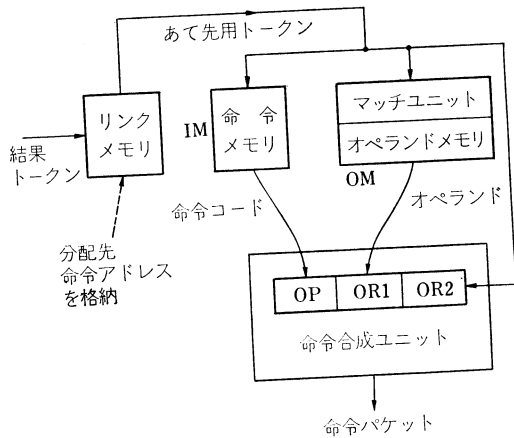 あて先用トークン
リンク
メモリ
結果
トークン
分配先
命令アドレス
を格納
IM
命令
メモリ
マッチユニット
オペランドメモリ
OM
命令コード
オペランド
OP
OR1
OR2
命令合成ユニット
命令パケット